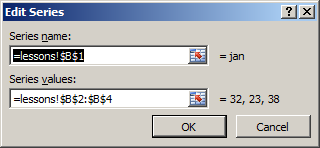 Edit Series
Series name:
=lessons!$B$1 = jan
Series values:
=lessons!$B$2:$B$4 = 32, 23, 38
OK Cancel